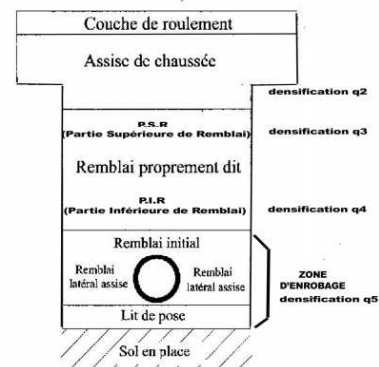 Couche de roulement
Assise de chaussée
densification q2
P.S.R
(Partie Supérieure de Remblai)
densification q3
Remblai proprement dit
P.I.R
(Partie Inférieure de Remblai)
densification q4
Remblai initial
Remblai
latéral assise
Remblai
latéral assise
ZONE
D'ENROBAGE
densification q5
Lit de pose
Sol en place